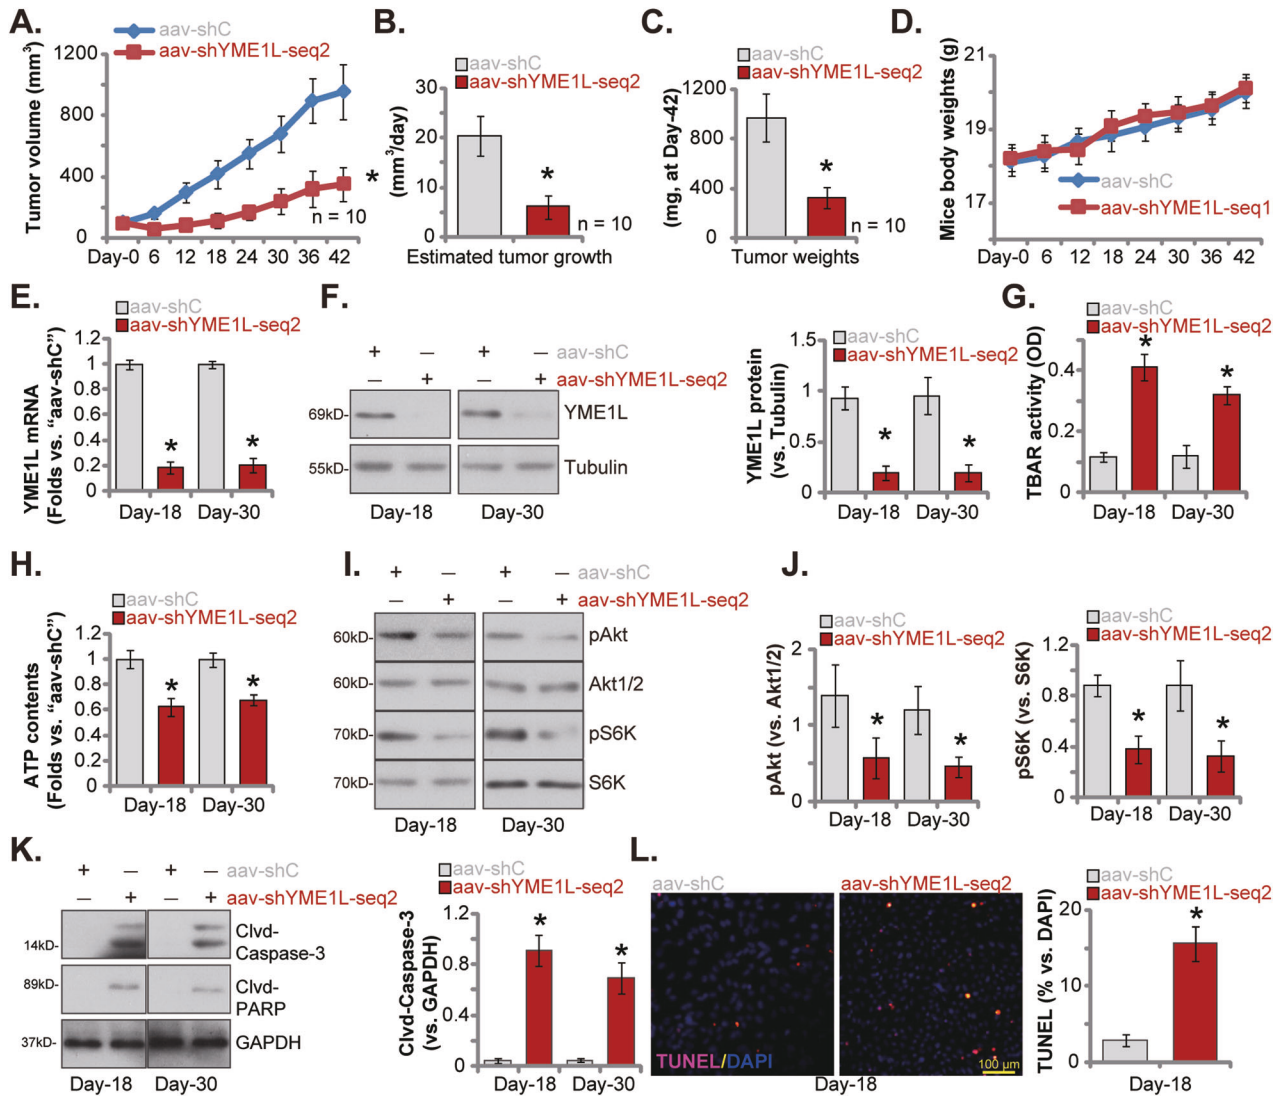 A.
aav-shC
aav-shYME1L-seq2
Tumor volume (mm3)
1200
800
400
0
*
n = 10
Day-0 6 12 18 24 30 36 42
B.
aav-shC
aav-shYME1L-seq2
(mm3/day)
30
20
10
0
*
n = 10
Estimated tumor growth
C.
aav-shC
aav-shYME1L-seq2
(mg, at Day-42)
1200
800
400
0
*
n = 10
Tumor weights
D.
Mice body weights (g)
21
19
17
aav-shC
aav-shYME1L-seq1
Day-0 6 12 18 24 30 36 42
E.
aav-shC
aav-shYME1L-seq2
YME1L mRNA
(Folds vs. “aav-shC”)
1.2
1
0.8
0.6
0.4
0.2
0
* *
Day-18 Day-30
F.
+ – + – aav-shC
– + – + aav-shYME1L-seq2
69kD- YME1L
55kD- Tubulin
Day-18 Day-30
aav-shC
aav-shYME1L-seq2
YME1L protein
(vs. Tubulin)
1.5
1
0.5
0
* *
Day-18 Day-30
G.
aav-shC
aav-shYME1L-seq2
TBAR activity (OD)
0.4
0.2
0
* *
Day-18 Day-30
H.
aav-shC
aav-shYME1L-seq2
ATP contents
(Folds vs. “aav-shC”)
1.2
1
0.8
0.6
0.4
0.2
0
* *
Day-18 Day-30
I.
+ – + – aav-shC
– + – + aav-shYME1L-seq2
60kD- pAkt
60kD- Akt1/2
70kD- pS6K
70kD- S6K
Day-18 Day-30
J.
aav-shC
aav-shYME1L-seq2
pAkt (vs. Akt1/2)
2
1
0
* *
Day-18 Day-30
aav-shC
aav-shYME1L-seq2
pS6K (vs. S6K)
1.2
0.8
0.4
0
* *
Day-18 Day-30
K.
+ – + – aav-shC
– + – + aav-shYME1L-seq2
14kD- Clvd-
Caspase-3
89kD- Clvd-
PARP
37kD- GAPDH
Day-18 Day-30
aav-shC
aav-shYME1L-seq2
Clvd-Caspase-3
(vs. GAPDH)
1.2
0.8
0.4
0
* *
Day-18 Day-30
L.
aav-shC aav-shYME1L-seq2
TUNEL/DAPI
100 µm
Day-18
aav-shC
aav-shYME1L-seq2
TUNEL (% vs. DAPI)
20
10
0
*
Day-18